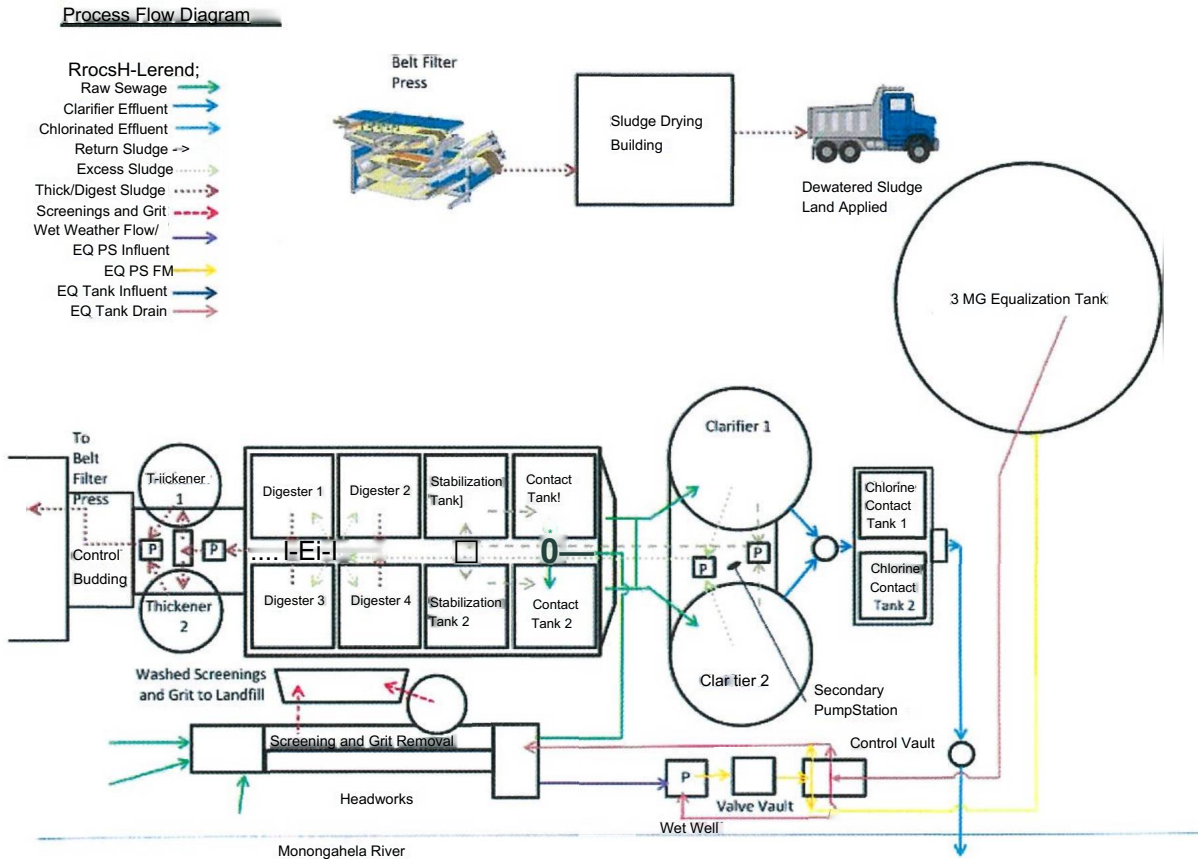 Process Flow Diagram
RrocsH-Lerend;
Raw Sewage
Clarifier Effluent
Chlorinated Effluent
Return Sludge ->
Excess Sludge
Thick/Digest Sludge
Screenings and Grit
Wet Weather Flow/
EQ PS Influent
EQ PS FM
EQ Tank Influent
EQ Tank Drain
Belt Filter
Press
Sludge Drying
Building
Dewatered Sludge
Land Applied
3 MG Equalization Tank
To
Belt
Filter
Press
T-iickener
1
Control
Budding
Thickener
2
P
P
Digester 1
Digester 2
Stabilization
Tank]
Contact
Tank!
.... l-Ei-l
0
Digester 3
Digester 4
Stabilization
Tank 2
Contact
Tank 2
Clarifier 1
P
P
Clar tier 2
Secondary
PumpStation
Chlorine
Contact
Tank 1
Chlorine
Contact
Tank 2
Washed Screenings
and Grit to Landfill
Screening and Grit Removal
Headworks
P
Valve Vault
Wet Well
Control Vault
Monongahela River